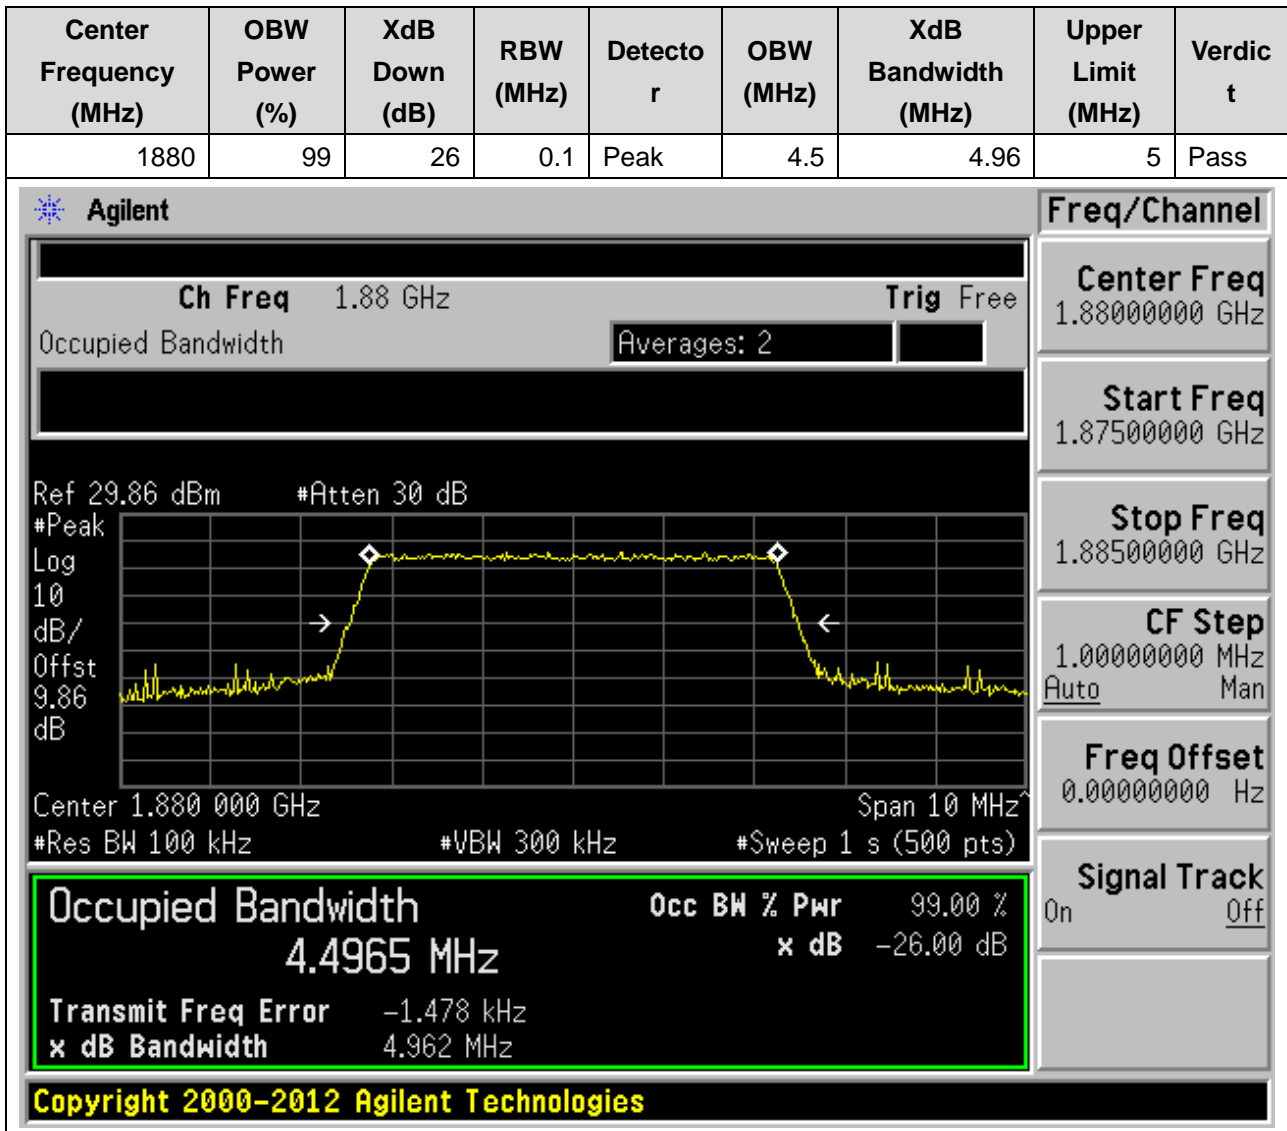 Center Frequency (MHz) OBW Power (%) XdB Down (dB) RBW (MHz) Detecto r OBW (MHz) XdB Bandwidth (MHz) Upper Limit (MHz) Verdic t
1880 99 26 0.1 Peak 4.5 4.96 5 Pass
Agilent
Freq/Channel
Ch Freq 1.88 GHz Trig Free
Occupied Bandwidth Averages: 2
Center Freq
1.88000000 GHz
Start Freq
1.87500000 GHz
Ref 29.86 dBm #Atten 30 dB
#Peak
Log
10
dB/
Offst
9.86
dB
Stop Freq
1.88500000 GHz
CF Step
1.00000000 MHz
Auto Man
Freq Offset
0.00000000 Hz
Center 1.880 000 GHz Span 10 MHz^
#Res BW 100 kHz #VBW 300 kHz #Sweep 1 s (500 pts)
Signal Track
On Off
Occupied Bandwidth Occ BW % Pwr 99.00 %
4.4965 MHz x dB -26.00 dB
Transmit Freq Error -1.478 kHz
x dB Bandwidth 4.962 MHz
Copyright 2000-2012 Agilent Technologies